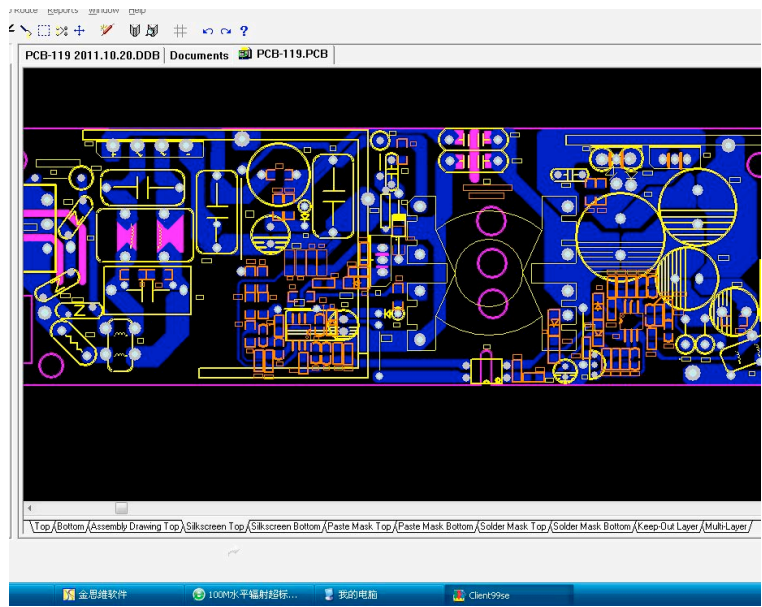 Route Reports Window Help
PCB-119 2011.10.20.DDB Documents PCB-119.PCB
Top Bottom Assembly Drawing Top Silkscreen Top Silkscreen Bottom Paste Mask Top Paste Mask Bottom Solder Mask Top Solder Mask Bottom Keep-Out Layer Multi-Layer
金思维软件 100M水平辐射超标... 我的电脑 Client99se